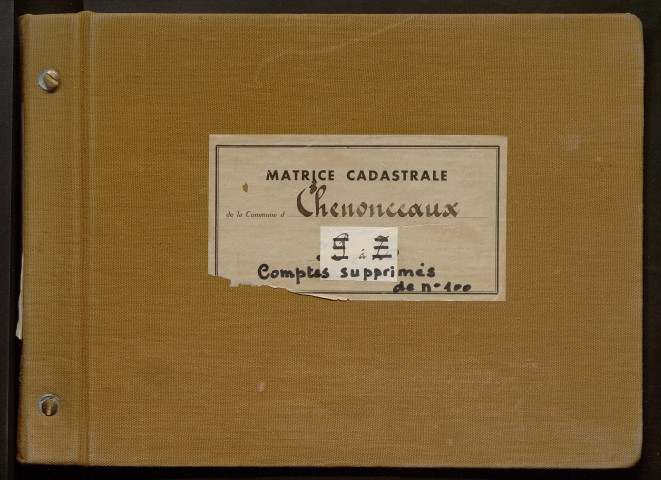 MATRICE CADASTRALE
de la Commune d Chenonceaux
à Z
Comptes supprimés
de n° 100